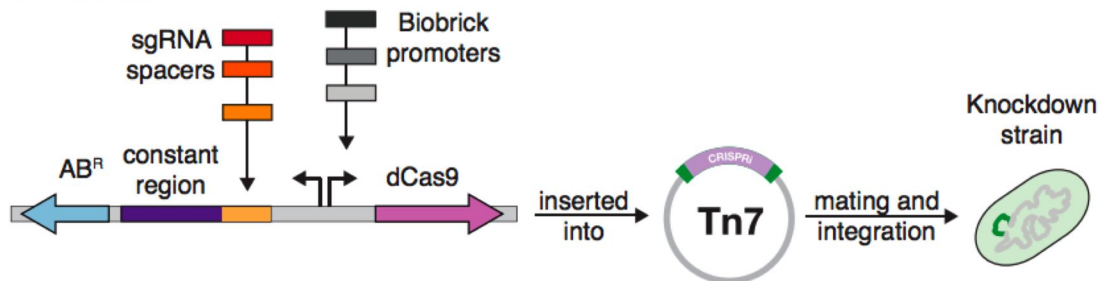 sgRNA
spacers
Biobrick
promoters
AB^R
constant
region
dCas9
inserted
into
CRISPRi
Tn7
mating and
integration
Knockdown
strain